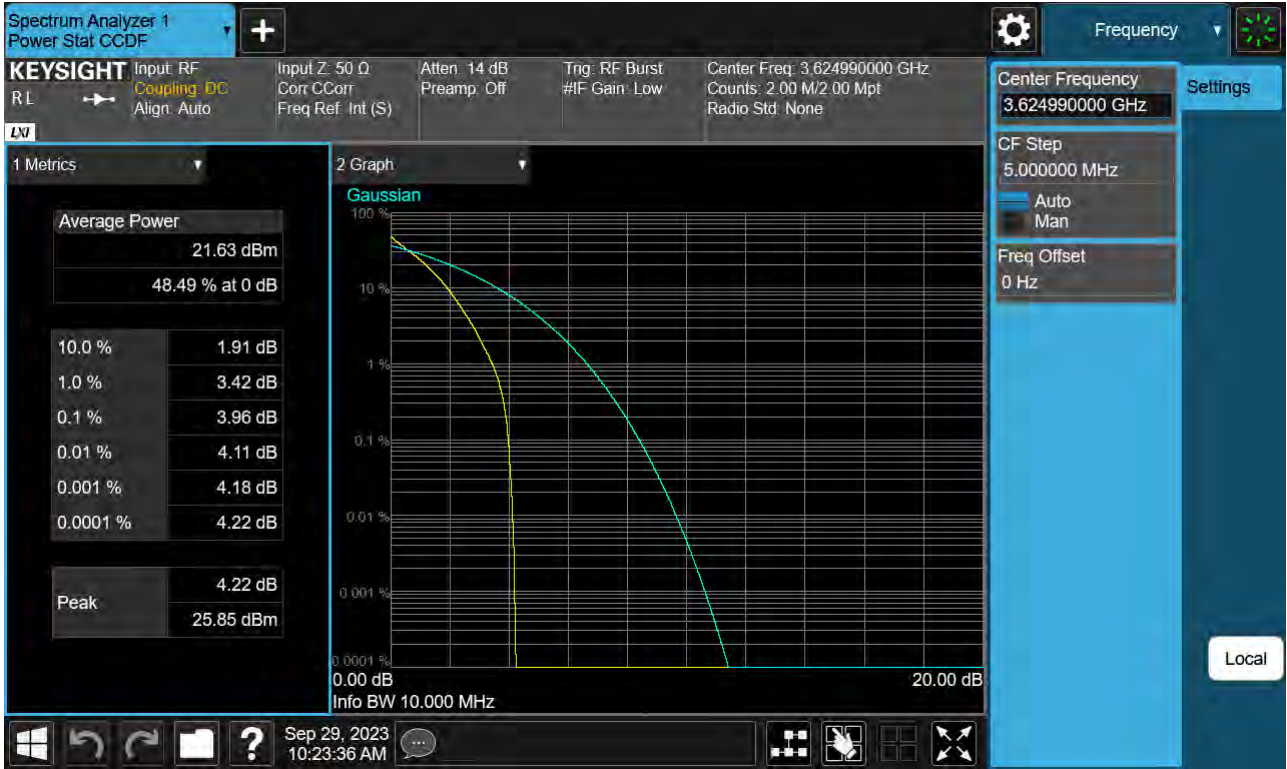 Spectrum Analyzer 1
Power Stat CCDF
+
Frequency
KEYSIGHT
RL
LXI
Input: RF
Coupling: DC
Align: Auto
Input Z: 50 Ω
Corr CCorr
Freq Ref: Int (S)
Atten: 14 dB
Preamp: Off
Trig: RF Burst
#IF Gain: Low
Center Freq: 3.624990000 GHz
Counts: 2.00 M/2.00 Mpt
Radio Std: None
1 Metrics
Average Power
21.63 dBm
48.49 % at 0 dB
10.0 % 1.91 dB
1.0 % 3.42 dB
0.1 % 3.96 dB
0.01 % 4.11 dB
0.001 % 4.18 dB
0.0001 % 4.22 dB
Peak
4.22 dB
25.85 dBm
2 Graph
Gaussian
100 %
10 %
1 %
0.1 %
0.01 %
0.001 %
0.0001 %
0.00 dB 20.00 dB
Info BW 10.000 MHz
Center Frequency
3.624990000 GHz
CF Step
5.000000 MHz
Auto
Man
Freq Offset
0 Hz
Settings
Local
?
Sep 29, 2023
10:23:36 AM